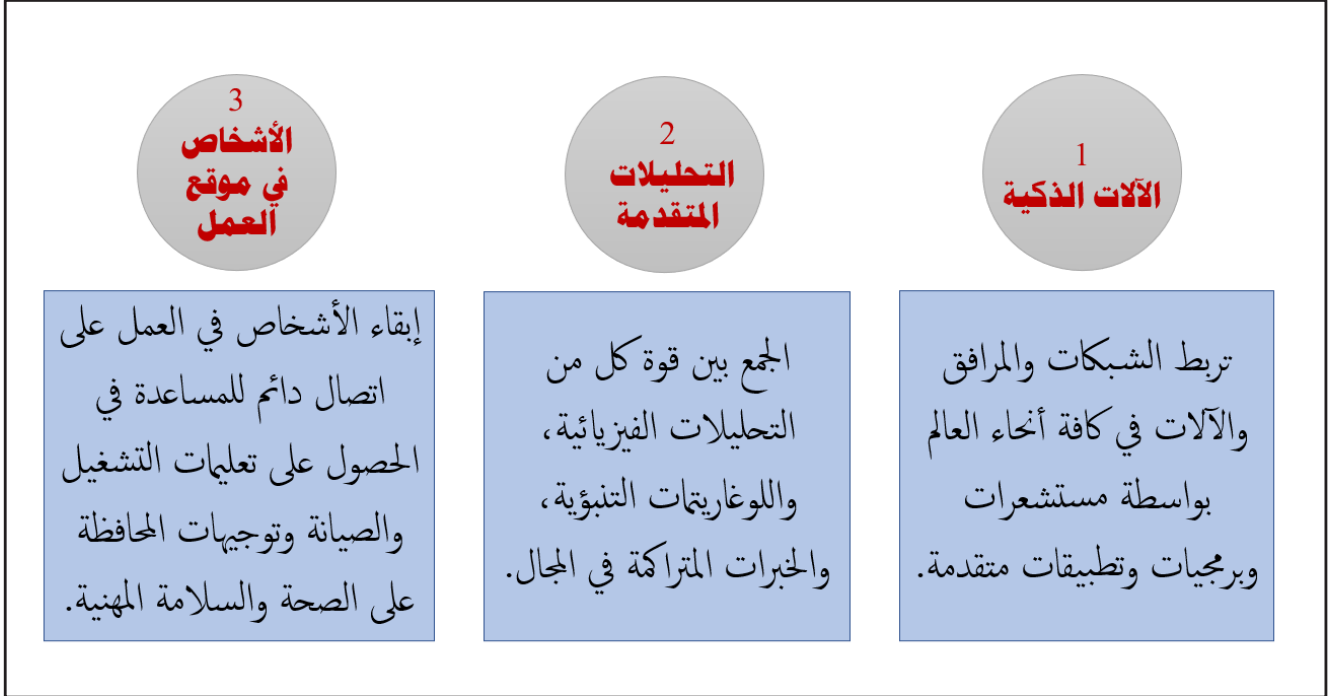 1
الآلات الذكية
تربط الشبكات والمرافق
والآلات في كافة أنحاء العالم
بواسطة مستشعرات
وبرمجيات وتطبيقات متقدمة.
2
التحليلات
المتقدمة
الجمع بين قوة كل من
التحليلات الفيزيائية،
واللوغاريتمات التنبؤية،
والخبرات المتراكمة في المجال.
3
الأشخاص
في موقع
العمل
إبقاء الأشخاص في العمل على
اتصال دائم للمساعدة في
الحصول على تعليمات التشغيل
والصيانة وتوجيهات المحافظة
على الصحة والسلامة المهنية.